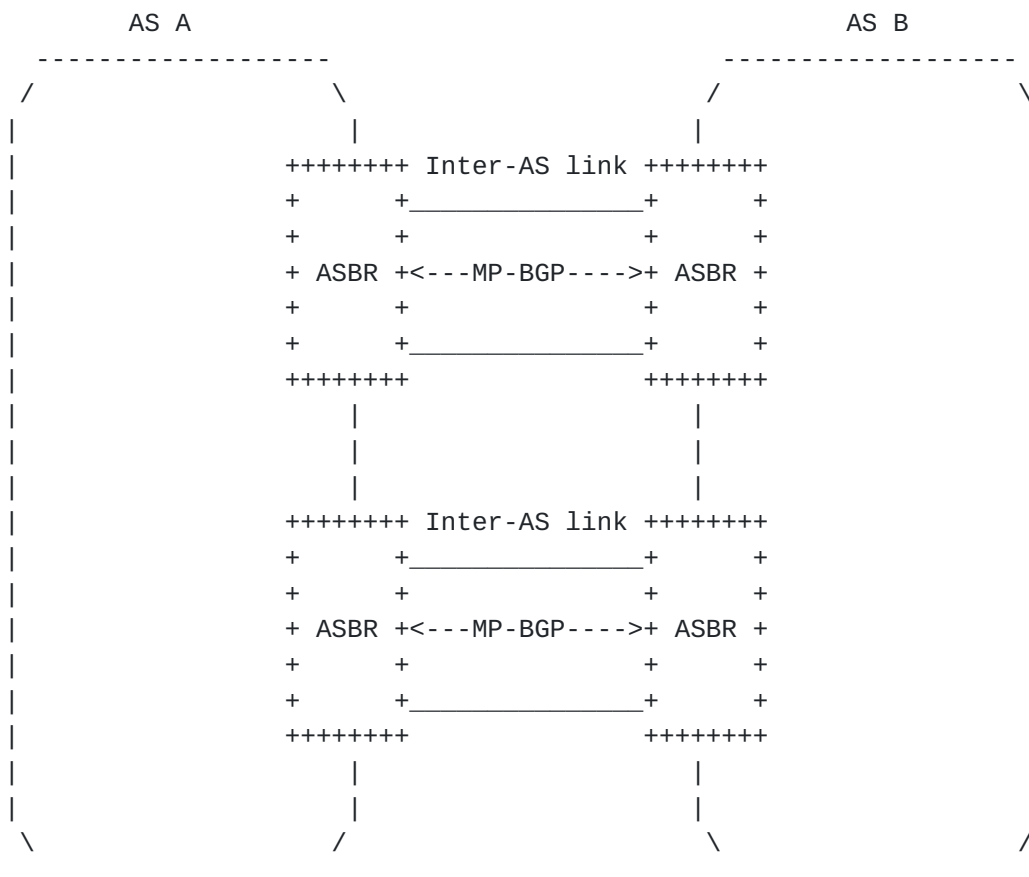 AS A AS B
Inter-AS link
ASBR <---MP-BGP----> ASBR
Inter-AS link
ASBR <---MP-BGP----> ASBR